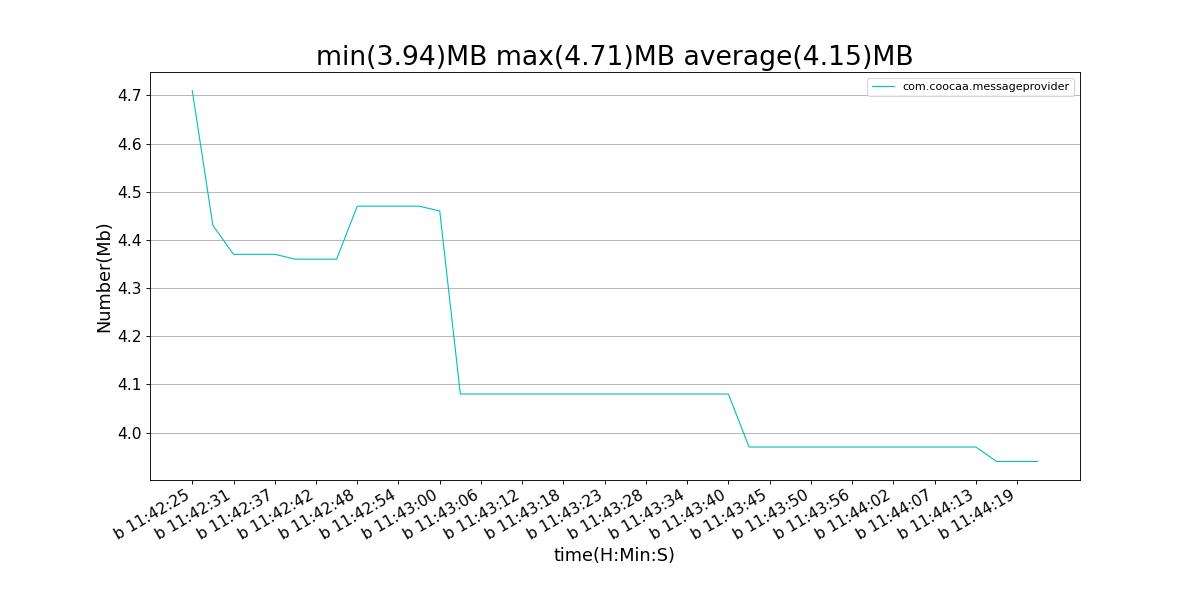 min(3.94)MB max(4.71)MB average(4.15)MB
com.coocaa.messageprovider
4.7
4.6
4.5
4.4
4.3
4.2
4.1
4.0
Number(Mb)
b 11:42:25
b 11:42:31
b 11:42:37
b 11:42:42
b 11:42:48
b 11:42:54
b 11:43:00
b 11:43:06
b 11:43:12
b 11:43:18
b 11:43:23
b 11:43:28
b 11:43:34
b 11:43:40
b 11:43:45
b 11:43:50
b 11:43:56
b 11:44:02
b 11:44:07
b 11:44:13
b 11:44:19
time(H:Min:S)